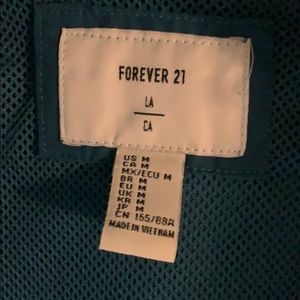 FOREVER 21
LA
CA
US M
CA M
MX/ECU M
BR M
EU M
UK M
KR M
JP M
CN 165/88A
MADE IN VIETNAM